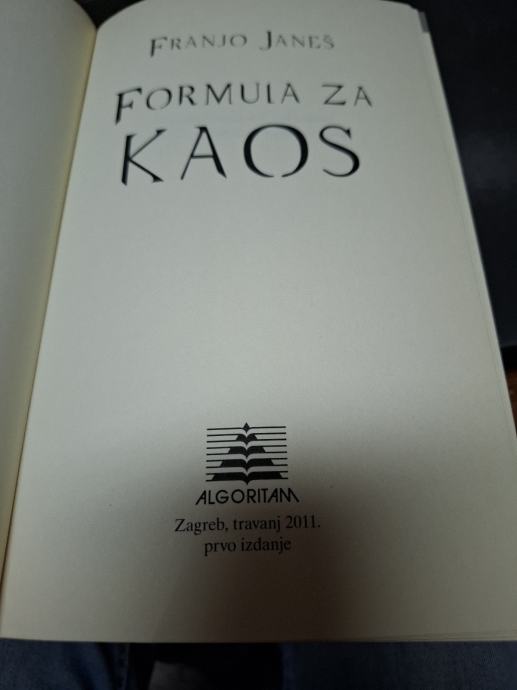 FRANJO JANEŠ
FORMULA ZA
KAOS
ALGORITAM
Zagreb, travanj 2011.
prvo izdanje